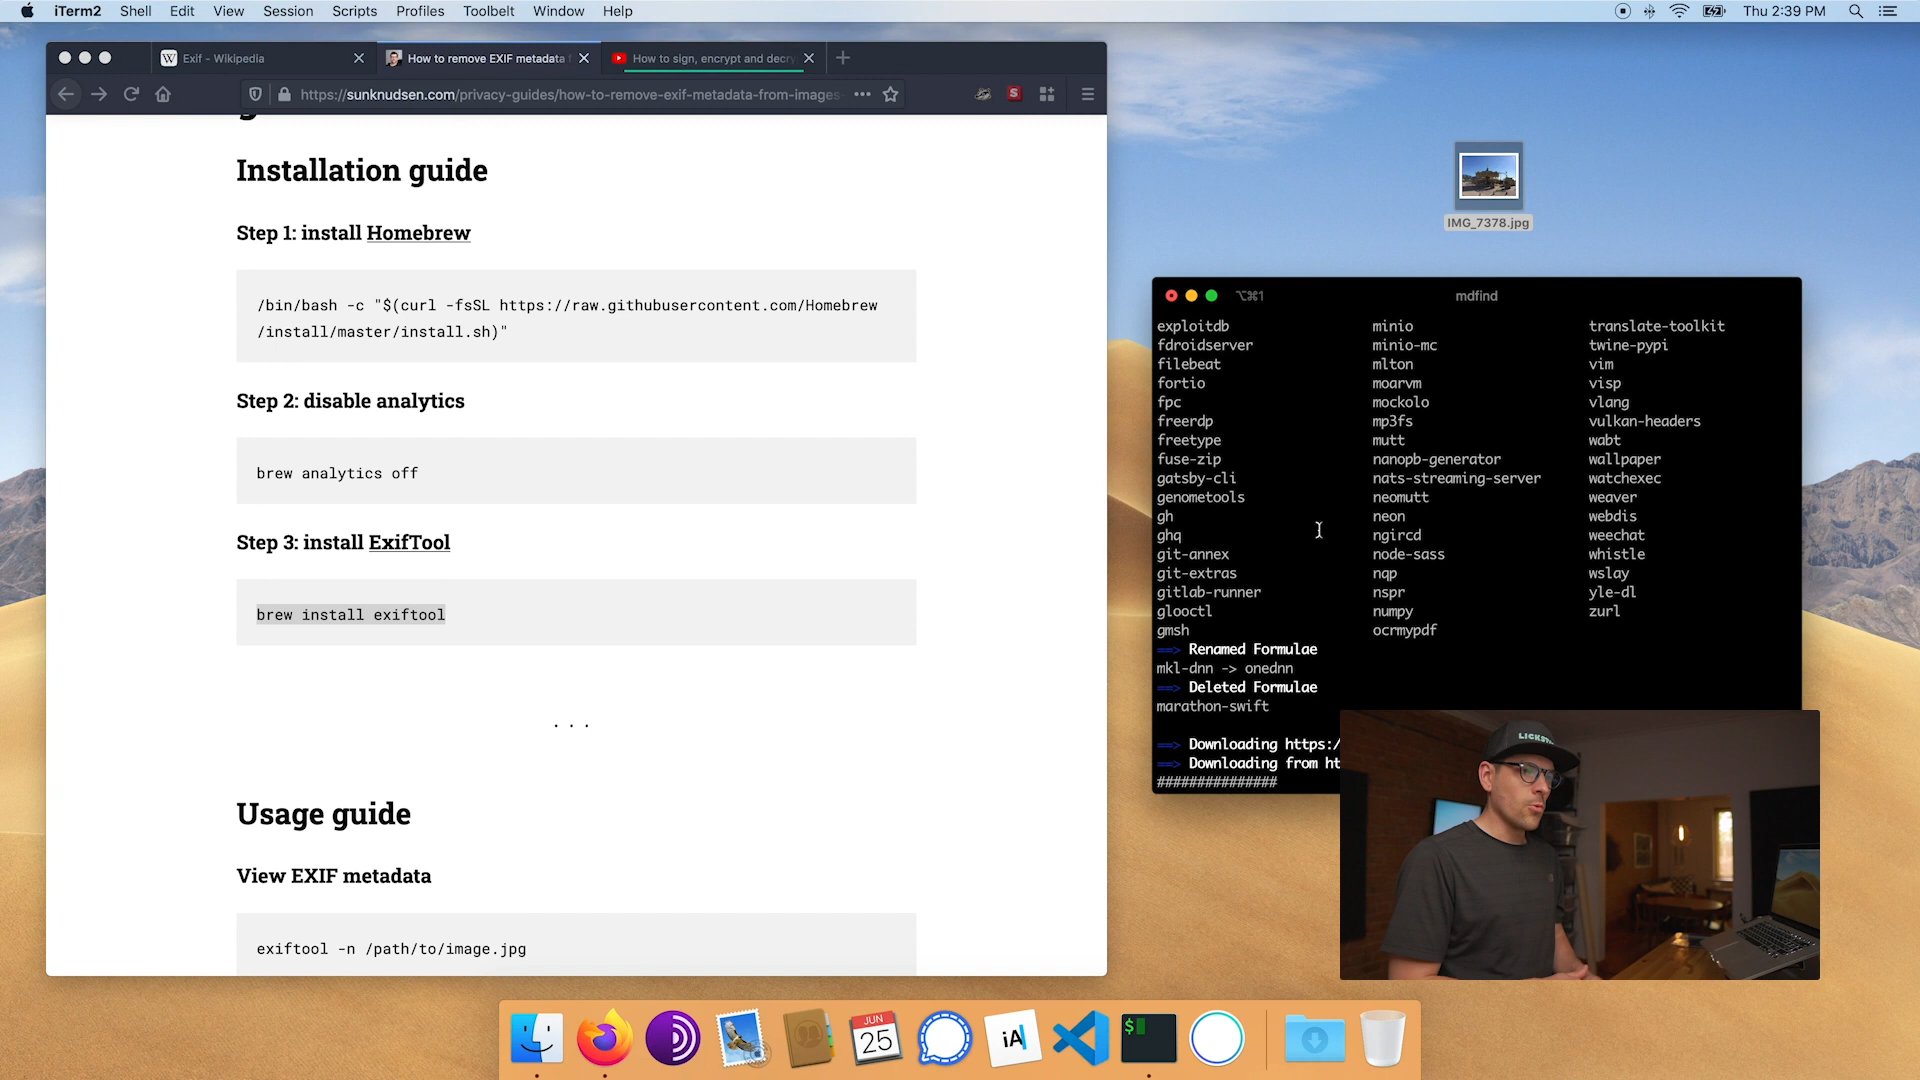 iTerm2 Shell Edit View Session Scripts Profiles Toolbelt Window Help
Thu 2:39 PM
Exif - Wikipedia
How to remove EXIF metadata f
How to sign, encrypt and decry
https://sunknudsen.com/privacy-guides/how-to-remove-exif-metadata-from-images-
Installation guide
Step 1: install Homebrew
/bin/bash -c "$(curl -fsSL https://raw.githubusercontent.com/Homebrew
/install/master/install.sh)"
Step 2: disable analytics
brew analytics off
Step 3: install ExifTool
brew install exiftool
. . .
Usage guide
View EXIF metadata
exiftool -n /path/to/image.jpg
IMG_7378.jpg
⌥⌘1 mdfind
exploitdb minio translate-toolkit
fdroidserver minio-mc twine-pypi
filebeat mlton vim
fortio moarvm visp
fpc mockolo vlang
freerdp mp3fs vulkan-headers
freetype mutt wabt
fuse-zip nanopb-generator wallpaper
gatsby-cli nats-streaming-server watchexec
genometools neomutt weaver
gh neon webdis
ghq ngircd weechat
git-annex node-sass whistle
git-extras nqp wslay
gitlab-runner nspr yle-dl
glooctl numpy zurl
gmsh ocrmypdf
==> Renamed Formulae
mkl-dnn -> onednn
==> Deleted Formulae
marathon-swift
==> Downloading https:/
==> Downloading from ht
###############
JUN
25
iA
$